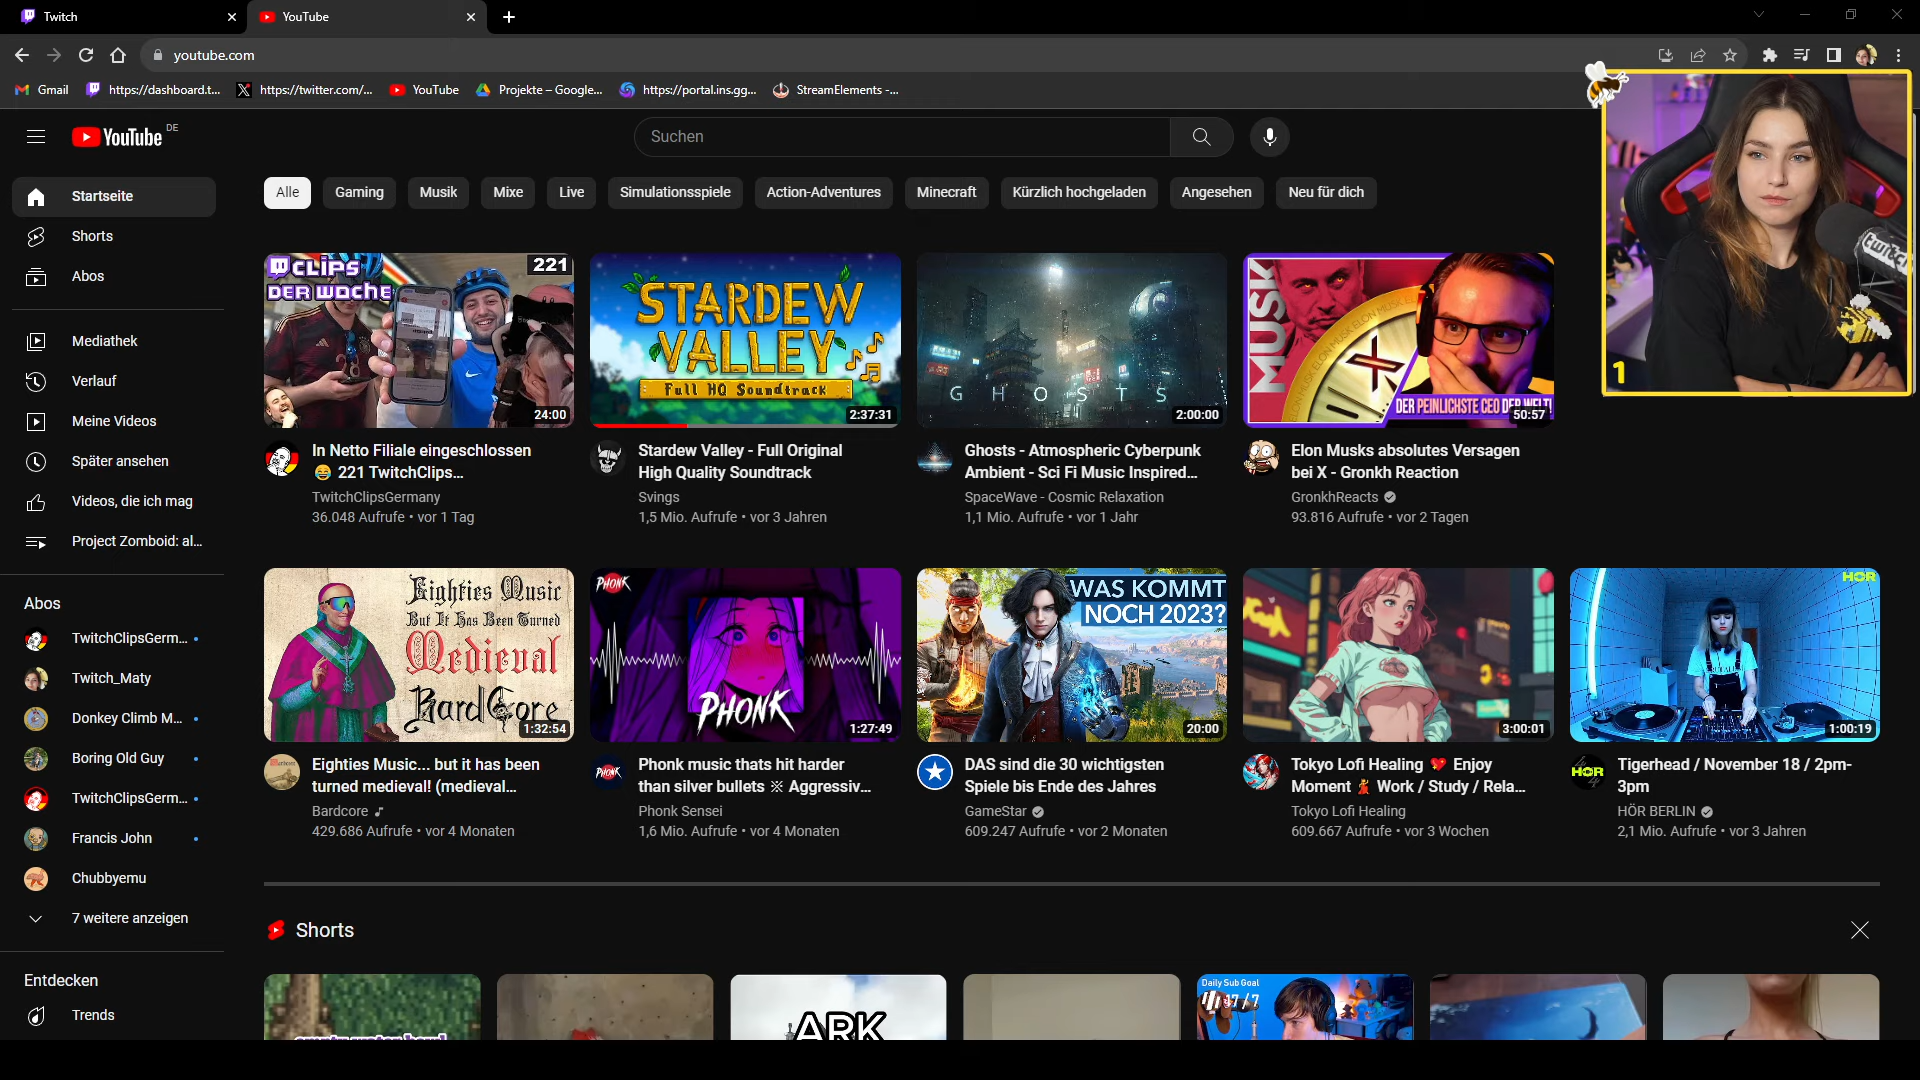 Twitch
YouTube
youtube.com
Gmail
https://dashboard.t...
https://twitter.com/...
YouTube
Projekte – Google...
https://portal.ins.gg...
StreamElements -...
YouTube DE
Suchen
Startseite
Shorts
Abos
Mediathek
Verlauf
Meine Videos
Später ansehen
Videos, die ich mag
Project Zomboid: al...
Abos
TwitchClipsGerm...
Twitch_Maty
Donkey Climb M...
Boring Old Guy
TwitchClipsGerm...
Francis John
Chubbyemu
7 weitere anzeigen
Entdecken
Trends
Alle
Gaming
Musik
Mixe
Live
Simulationsspiele
Action-Adventures
Minecraft
Kürzlich hochgeladen
Angesehen
Neu für dich
CLIPS
DER WOCHE
221
24:00
In Netto Filiale eingeschlossen
😂 221 TwitchClips...
TwitchClipsGermany
36.048 Aufrufe • vor 1 Tag
STARDEW
VALLEY
Full HQ Soundtrack
2:37:31
Stardew Valley - Full Original
High Quality Soundtrack
Svings
1,5 Mio. Aufrufe • vor 3 Jahren
GHOSTS
2:00:00
Ghosts - Atmospheric Cyberpunk
Ambient - Sci Fi Music Inspired...
SpaceWave - Cosmic Relaxation
1,1 Mio. Aufrufe • vor 1 Jahr
MUSK
X
DER PEINLICHSTE CEO DER WELT!
50:57
Elon Musks absolutes Versagen
bei X - Gronkh Reaction
GronkhReacts
93.816 Aufrufe • vor 2 Tagen
twitch
1
Eighties Music
But It Has Been Turned
Medieval
BardCore
1:32:54
Eighties Music... but it has been
turned medieval! (medieval...
Bardcore ♪
429.686 Aufrufe • vor 4 Monaten
PHONK
PHONK
1:27:49
PHONK
Phonk music thats hit harder
than silver bullets ※ Aggressiv...
Phonk Sensei
1,6 Mio. Aufrufe • vor 4 Monaten
WAS KOMMT
NOCH 2023?
20:00
DAS sind die 30 wichtigsten
Spiele bis Ende des Jahres
GameStar
609.247 Aufrufe • vor 2 Monaten
3:00:01
Tokyo Lofi Healing 💖 Enjoy
Moment 💃 Work / Study / Rela...
Tokyo Lofi Healing
609.667 Aufrufe • vor 3 Wochen
HÖR
1:00:19
HÖR
Tigerhead / November 18 / 2pm-
3pm
HÖR BERLIN
2,1 Mio. Aufrufe • vor 3 Jahren
Shorts
ARK
Daily Sub Goal
17/7